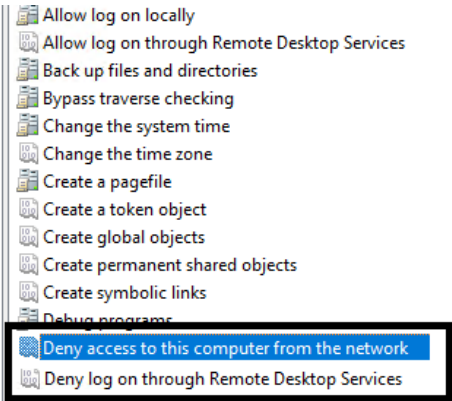 Allow log on locally
Allow log on through Remote Desktop Services
Back up files and directories
Bypass traverse checking
Change the system time
Change the time zone
Create a pagefile
Create a token object
Create global objects
Create permanent shared objects
Create symbolic links
Debug programs
Deny access to this computer from the network
Deny log on through Remote Desktop Services